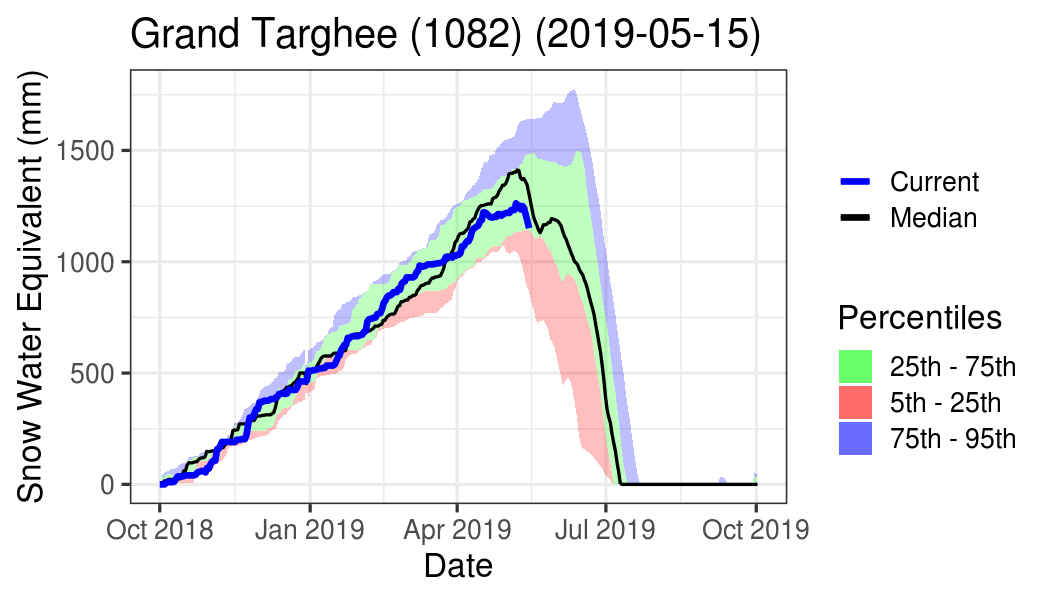 Grand Targhee (1082) (2019-05-15)
Snow Water Equivalent (mm)
1500
1000
500
0
Oct 2018
Jan 2019
Apr 2019
Jul 2019
Oct 2019
Date
Current
Median
Percentiles
25th - 75th
5th - 25th
75th - 95th